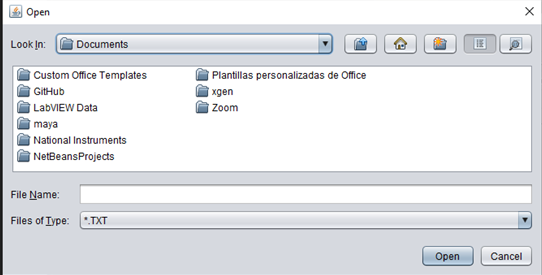 Open
Look In: Documents
Custom Office Templates
GitHub
LabVIEW Data
maya
National Instruments
NetBeansProjects
Plantillas personalizadas de Office
xgen
Zoom
File Name:
Files of Type: *.TXT
Open Cancel